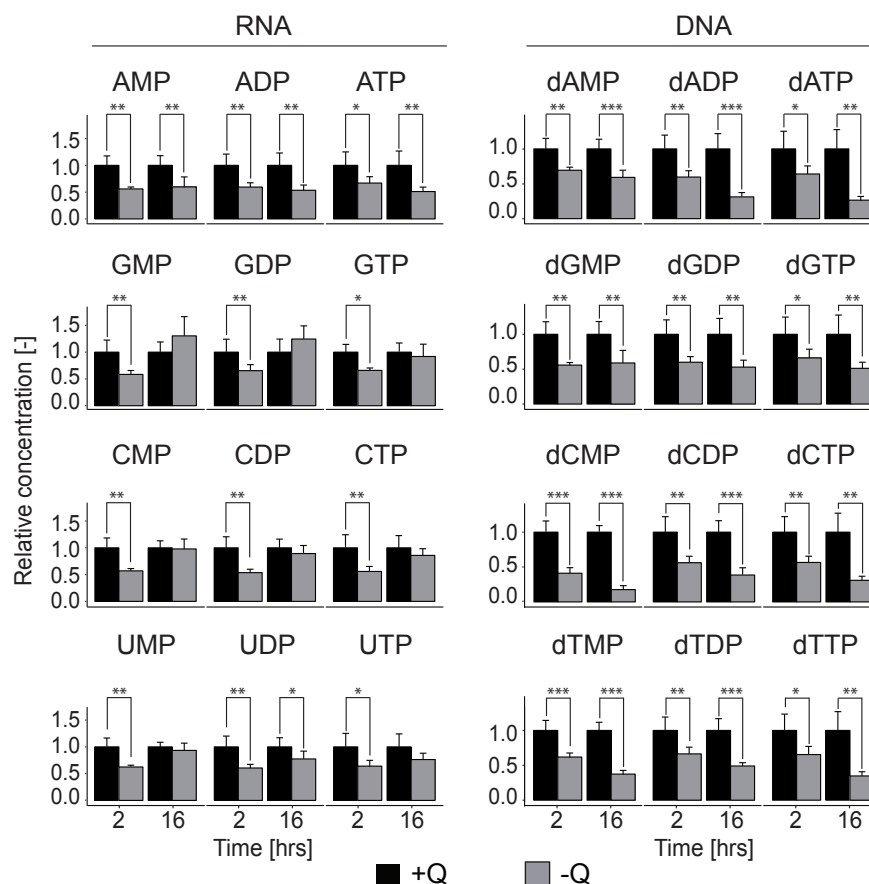 RNA DNA
AMP ADP ATP dAMP dADP dATP
** ** ** ** * ** ** *** ** *** * **
1.5
1.0
0.5
0.0
1.0
0.5
0.0
GMP GDP GTP dGMP dGDP dGTP
** ** * ** ** ** ** * **
1.5
1.0
0.5
0.0
1.0
0.5
0.0
CMP CDP CTP dCMP dCDP dCTP
** ** ** *** *** ** *** ** **
1.5
1.0
0.5
0.0
1.0
0.5
0.0
UMP UDP UTP dTMP dTDP dTTP
** ** * * *** *** ** *** * **
1.5
1.0
0.5
0.0
1.0
0.5
0.0
2 16 2 16 2 16 2 16 2 16 2 16
Time [hrs] Time [hrs]
Relative concentration [-]
+Q -Q